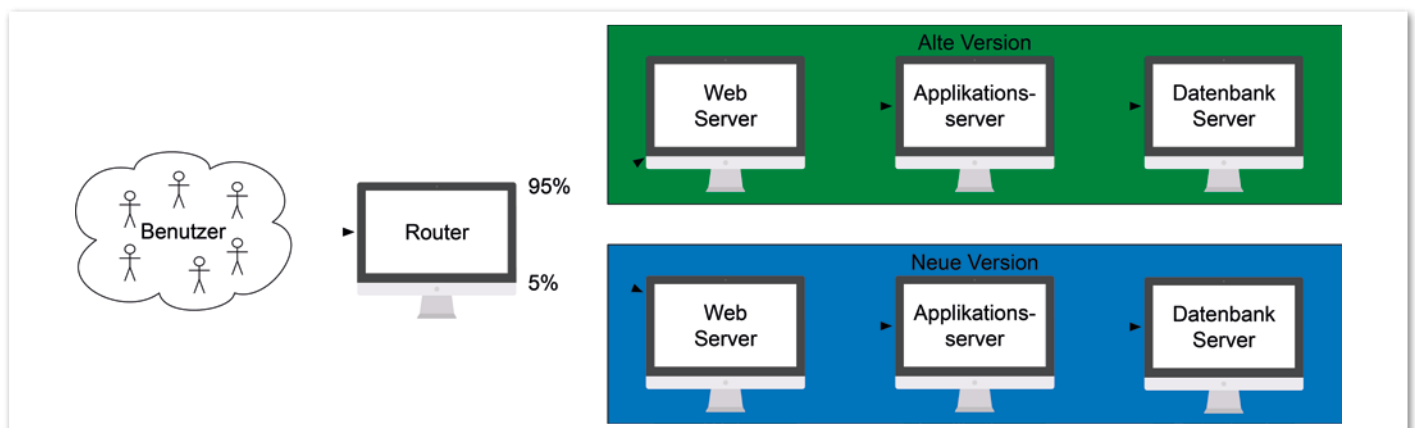 Alte Version
Web
Server
Applikations-
server
Datenbank
Server
95%
Benutzer
Router
5%
Neue Version
Web
Server
Applikations-
server
Datenbank
Server